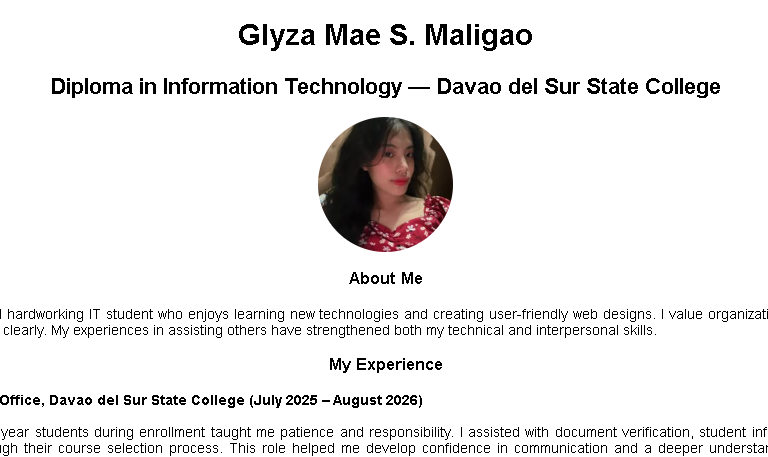 Glyza Mae S. Maligao
Diploma in Information Technology — Davao del Sur State College
About Me
hardworking IT student who enjoys learning new technologies and creating user-friendly web designs. I value
clearly. My experiences in assisting others have strengthened both my technical and interpersonal skills.
My Experience
Office, Davao del Sur State College (July 2025 – August 2026)
year students during enrollment taught me patience and responsibility. I assisted with document verification, student
their course selection process. This role helped me develop confidence in communication and a deeper